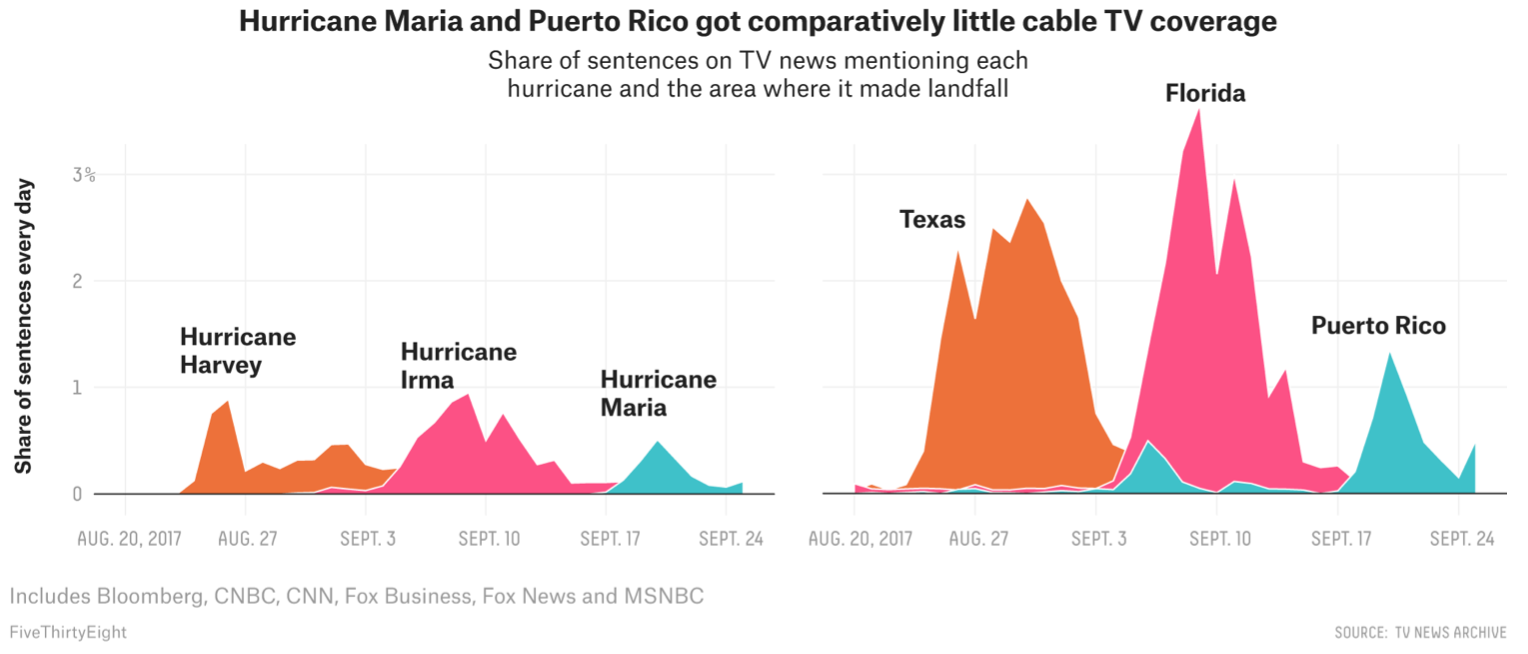 Hurricane Maria and Puerto Rico got comparatively little cable TV coverage
Share of sentences on TV news mentioning each
hurricane and the area where it made landfall
Share of sentences every day
3%
2
1
0
Hurricane
Harvey
Hurricane
Irma
Hurricane
Maria
AUG. 20, 2017
AUG. 27
SEPT. 3
SEPT. 10
SEPT. 17
SEPT. 24
Texas
Florida
Puerto Rico
AUG. 20, 2017
AUG. 27
SEPT. 3
SEPT. 10
SEPT. 17
SEPT. 24
Includes Bloomberg, CNBC, CNN, Fox Business, Fox News and MSNBC
FiveThirtyEight
SOURCE: TV NEWS ARCHIVE